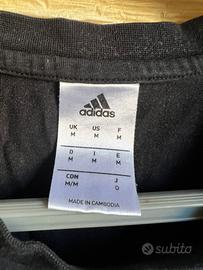 adidas
UK US F
M M M
D I E
M M M
CDN J
M/M O
MADE IN CAMBODIA
subito